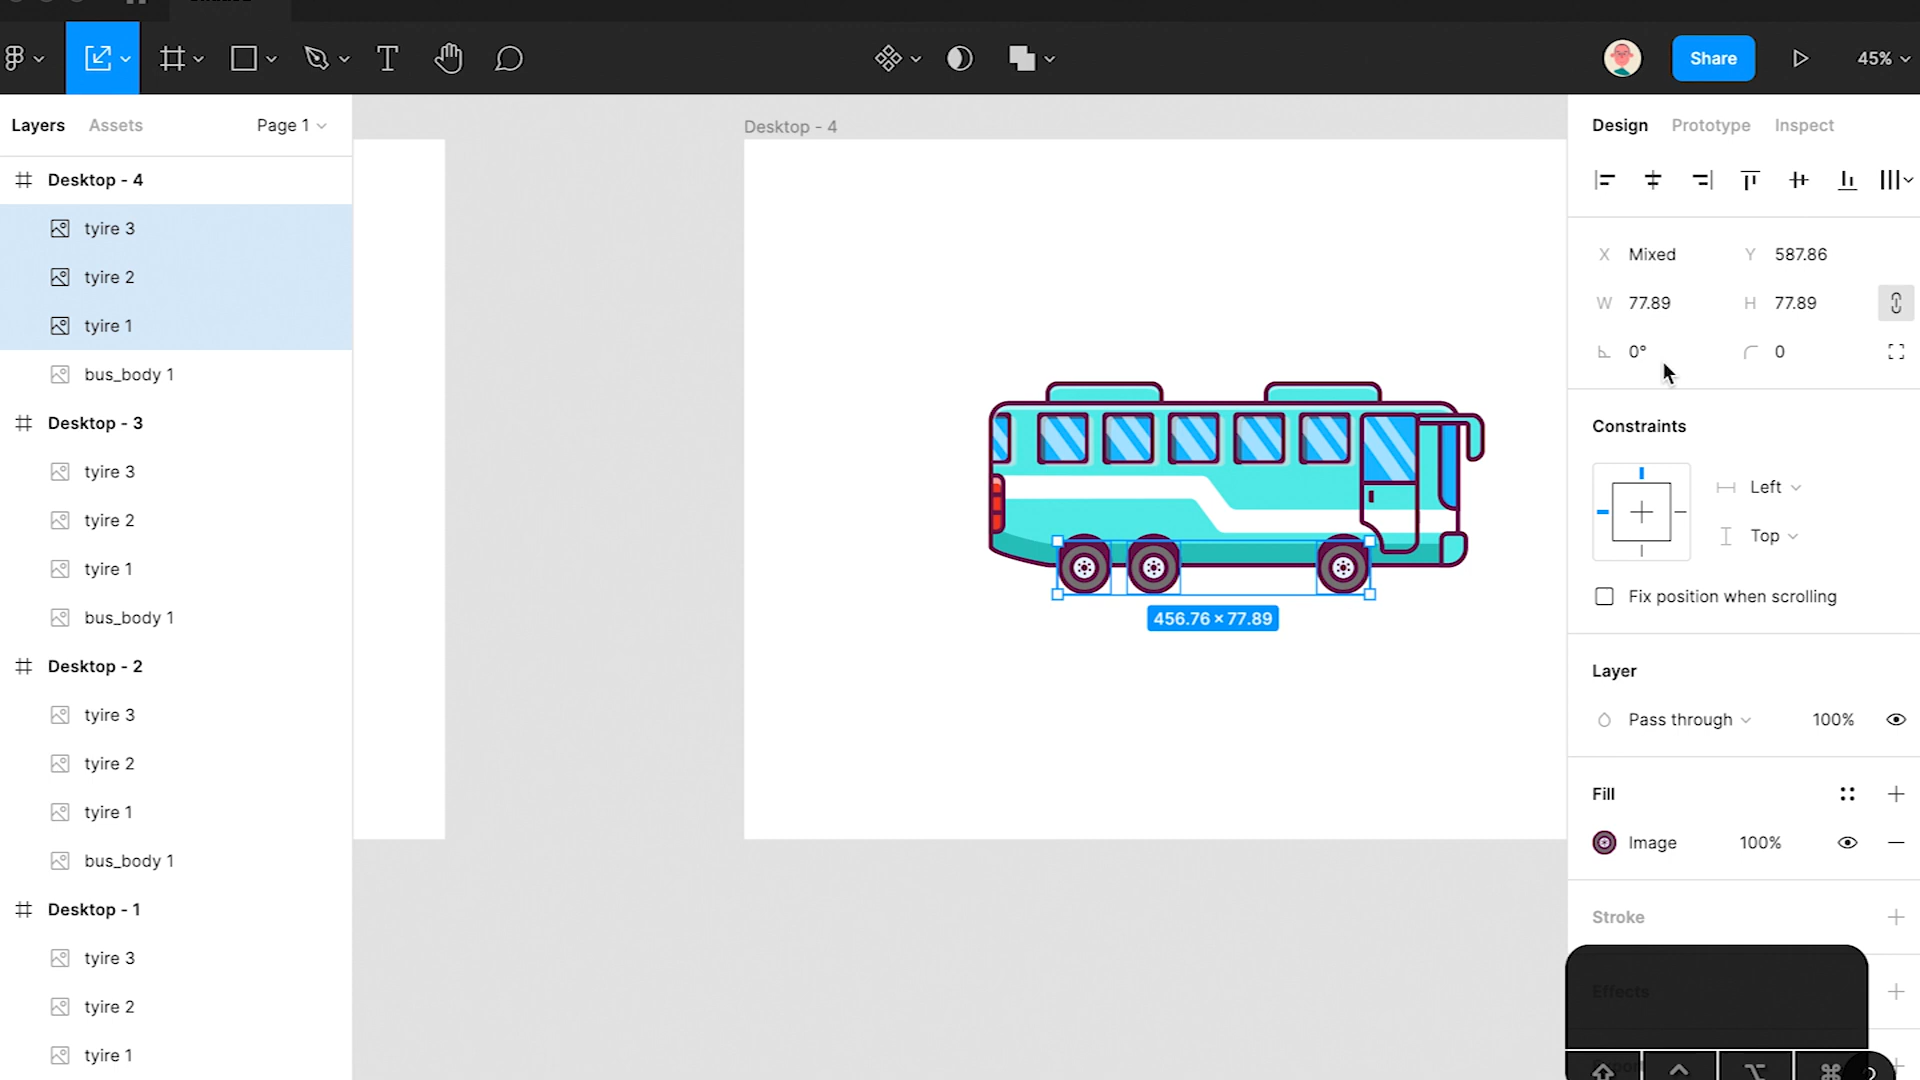 T
Share
45%
Layers
Assets
Page 1
Desktop - 4
tyire 3
tyire 2
tyire 1
bus_body 1
Desktop - 3
tyire 3
tyire 2
tyire 1
bus_body 1
Desktop - 2
tyire 3
tyire 2
tyire 1
bus_body 1
Desktop - 1
tyire 3
tyire 2
tyire 1
Desktop - 4
456.76 × 77.89
Design
Prototype
Inspect
X Mixed
Y 587.86
W 77.89
H 77.89
0°
0
Constraints
Left
Top
Fix position when scrolling
Layer
Pass through
100%
Fill
Image
100%
Stroke
Effects